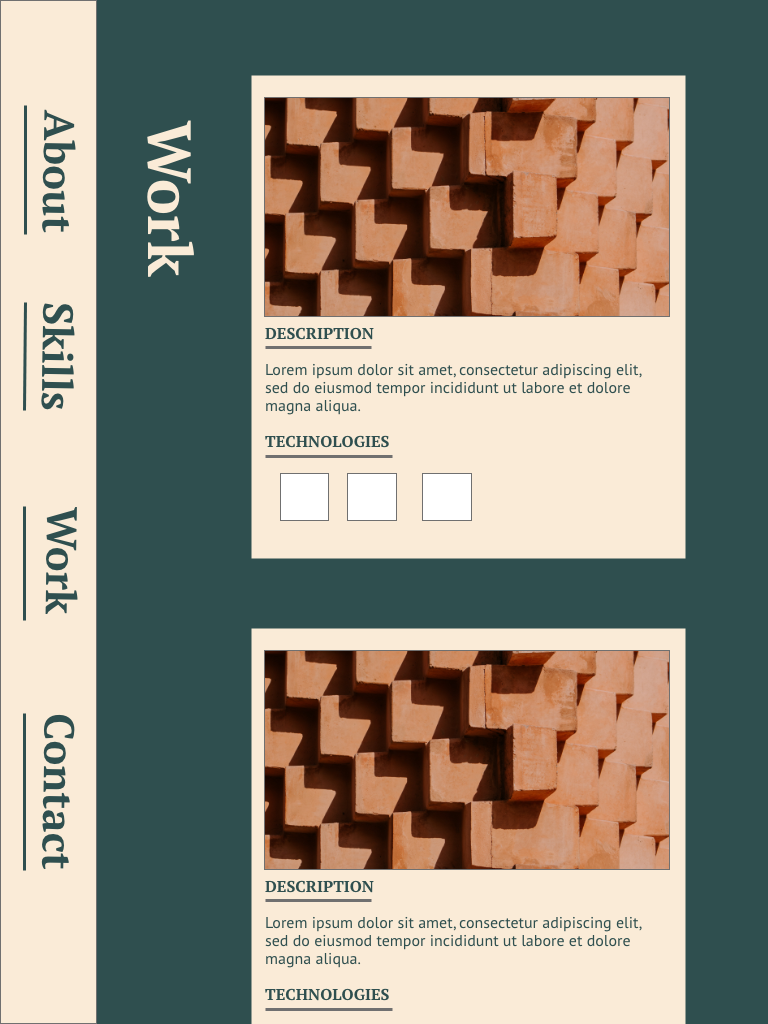 About
Skills
Work
Contact
Work
DESCRIPTION
Lorem ipsum dolor sit amet, consectetur adipiscing elit,
sed do eiusmod tempor incididunt ut labore et dolore
magna aliqua.
TECHNOLOGIES
DESCRIPTION
Lorem ipsum dolor sit amet, consectetur adipiscing elit,
sed do eiusmod tempor incididunt ut labore et dolore
magna aliqua.
TECHNOLOGIES